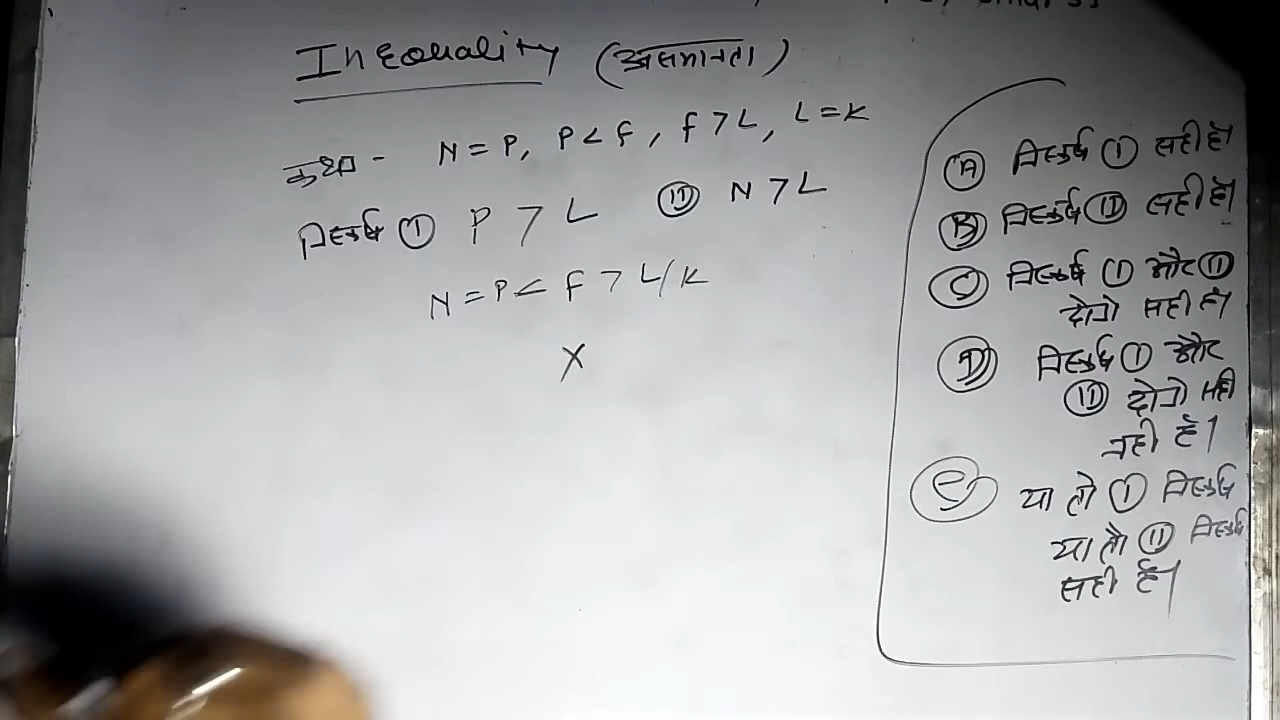 Inequality (असमानता)
कथन - N = P, P < F, F > L, L = K
निष्कर्ष ① P > L ② N > L
N = P < F > L/K
X
Ⓐ निष्कर्ष ① सही है।
Ⓑ निष्कर्ष ② सही है।
Ⓒ निष्कर्ष ① और ②
दोनो सही है।
Ⓓ निष्कर्ष ① और
② दोनो सही
नही है।
Ⓔ या तो ① निष्कर्ष
या तो ② निष्कर्ष
सही है।